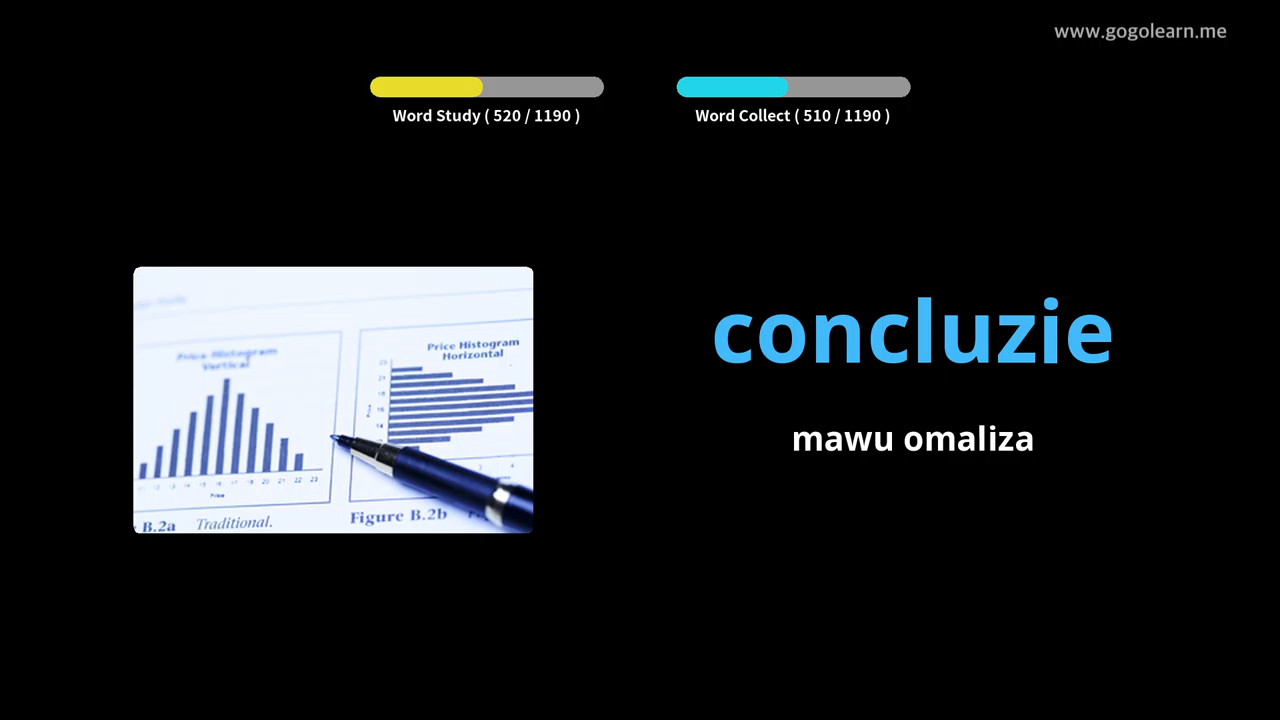 www.gogolearn.me
Word Study ( 520 / 1190 )
Word Collect ( 510 / 1190 )
concluzie
mawu omaliza
Price Histogram
Vertical
Price Histogram
Horizontal
Price
B.2a Traditional.
Figure B.2b